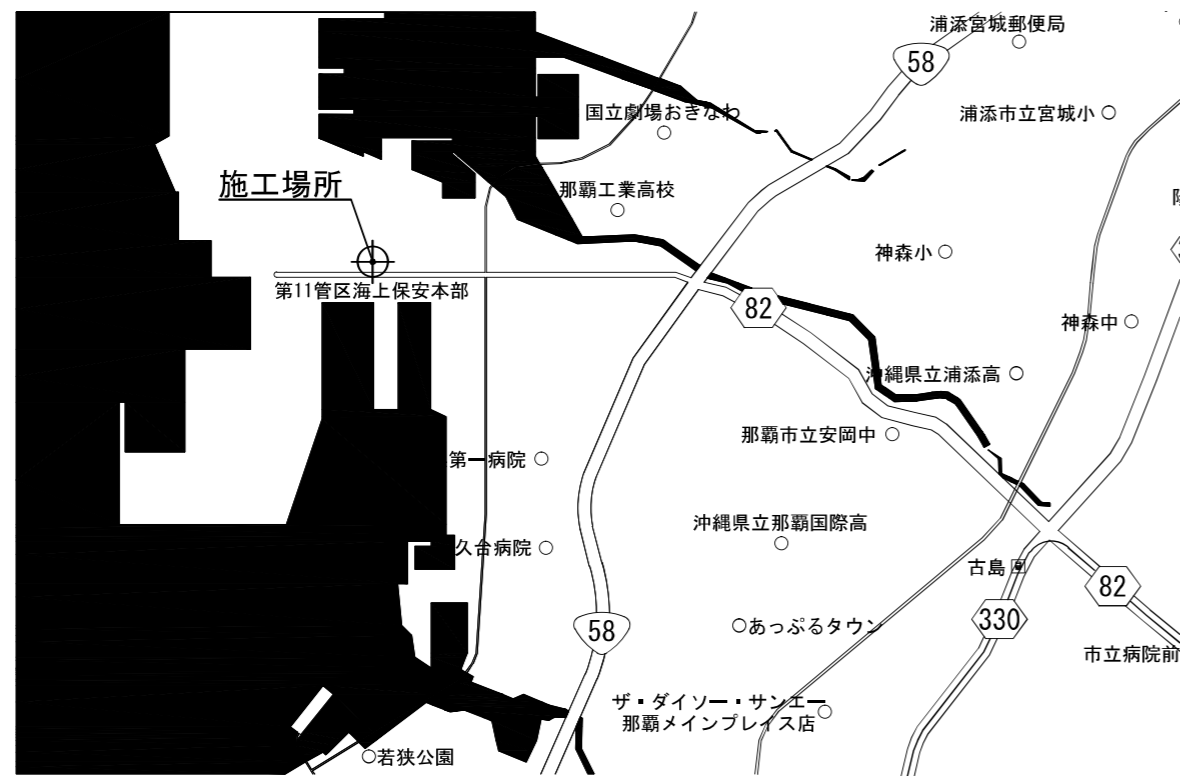 浦添宮城郵便局
58
国立劇場おきなわ
浦添市立宮城小
施工場所
那覇工業高校
神森小
第11管区海上保安本部
82
神森中
沖縄県立浦添高
那覇市立安岡中
第一病院
沖縄県立那覇国際高
久台病院
古島
82
330
58
あっぷるタウン
市立病院前
ザ・ダイソー・サンエー
那覇メインプレイス店
若狭公園